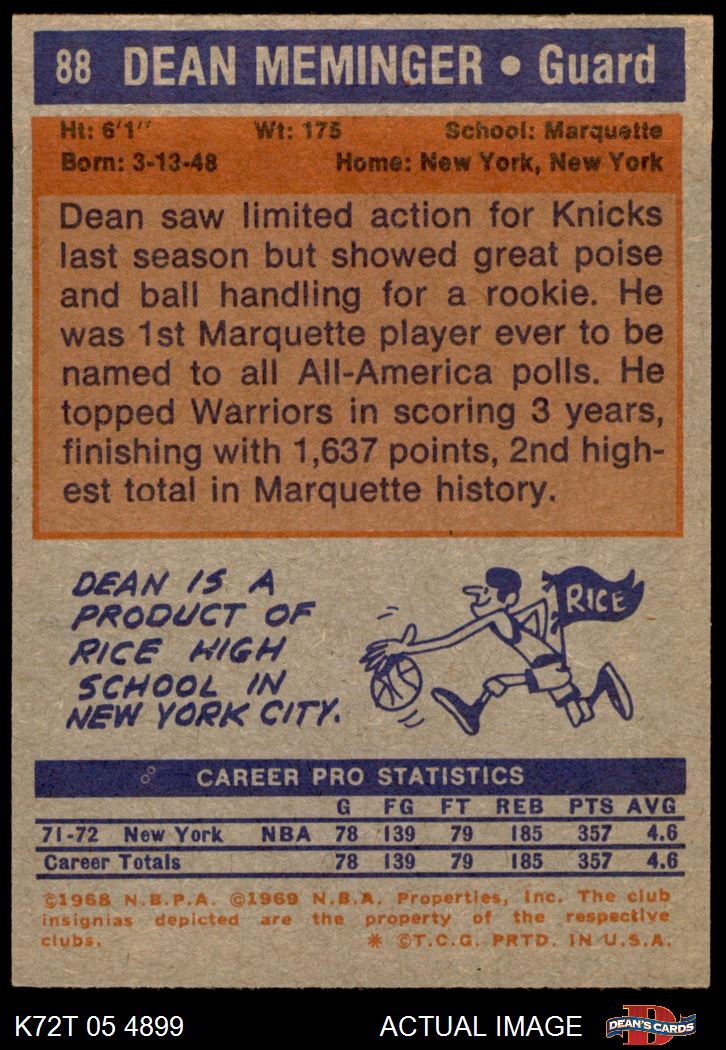 88 DEAN MEMINGER • Guard
Ht: 6'1" Wt: 175 School: Marquette
Born: 3-13-48 Home: New York, New York
Dean saw limited action for Knicks
last season but showed great poise
and ball handling for a rookie. He
was 1st Marquette player ever to be
named to all All-America polls. He
topped Warriors in scoring 3 years,
finishing with 1,637 points, 2nd high-
est total in Marquette history.
DEAN IS A
PRODUCT OF
RICE HIGH
SCHOOL IN
NEW YORK CITY.
RICE
CAREER PRO STATISTICS
G FG FT REB PTS AVG
71-72 New York NBA 78 139 79 185 357 4.6
Career Totals 78 139 79 185 357 4.6
©1968 N.B.P.A. ©1969 N.B.A. Properties, Inc. The club
insignias depicted are the property of the respective
clubs. * ©T.C.G. PRTD. IN U.S.A.
K72T 05 4899 ACTUAL IMAGE DEAN'S CARDS